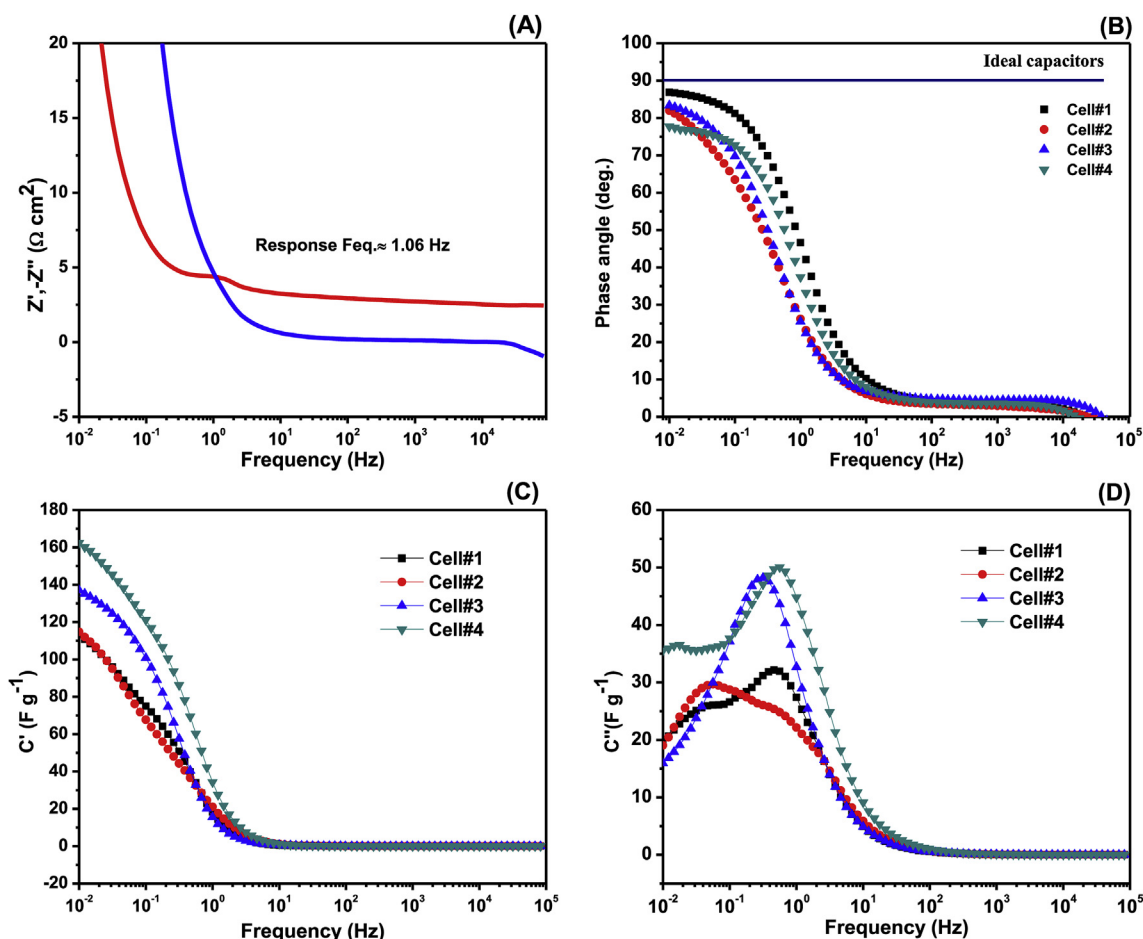 (A)
20
15
10
5
0
-5
Z',-Z" (Ω cm²)
Response Feq.≈ 1.06 Hz
10⁻² 10⁻¹ 10⁰ 10¹ 10² 10³ 10⁴
Frequency (Hz)
(B)
100
90
80
70
60
50
40
30
20
10
0
Phase angle (deg.)
Ideal capacitors
Cell#1
Cell#2
Cell#3
Cell#4
10⁻² 10⁻¹ 10⁰ 10¹ 10² 10³ 10⁴ 10⁵
Frequency (Hz)
(C)
180
160
140
120
100
80
60
40
20
0
-20
C' (F g⁻¹)
Cell#1
Cell#2
Cell#3
Cell#4
10⁻² 10⁻¹ 10⁰ 10¹ 10² 10³ 10⁴ 10⁵
Frequency (Hz)
(D)
60
50
40
30
20
10
0
C"(F g⁻¹)
Cell#1
Cell#2
Cell#3
Cell#4
10⁻² 10⁻¹ 10⁰ 10¹ 10² 10³ 10⁴ 10⁵
Frequency (Hz)